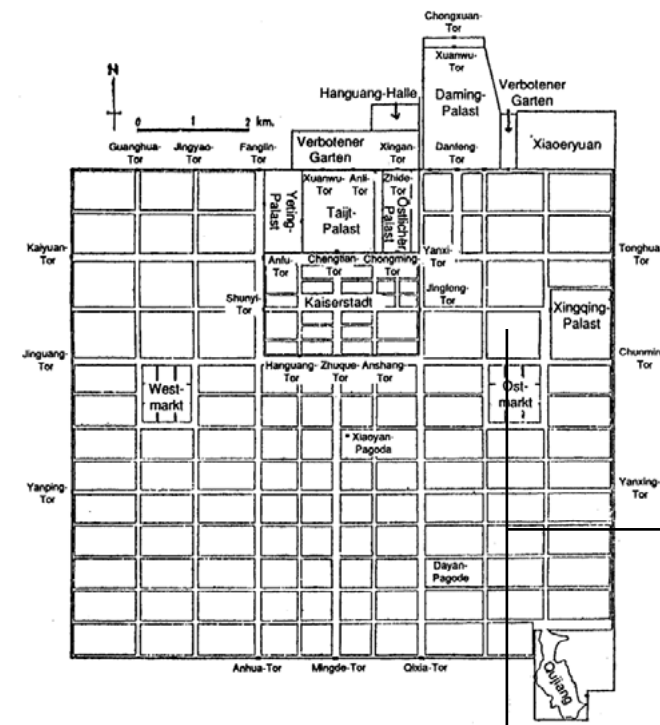 Chongxuan-
Tor
N
Xuanwu-
Tor
Hanguang-Halle
Daming-
Palast
Verbotener
Garten
0 1 2 km.
Guanghua-
Tor
Jingyao-
Tor
Fanglin-
Tor
Verbotener
Garten
Xingan-
Tor
Danfeng-
Tor
Xiaoeryuan
Xuanwu-
Tor
Anli-
Tor
Zhide-
Tor
Yeting-
Palast
Taiji-
Palast
Östlicher
Palast
Kaiyuan-
Tor
Anfu-
Tor
Chengtian-
Tor
Chongming-
Tor
Yanxi-
Tor
Tonghua-
Tor
Shunyi-
Tor
Kaiserstadt
Jingfeng-
Tor
Xingqing-
Palast
Jinguang-
Tor
Chunming
Tor
Hanguang-
Tor
Zhuque-
Tor
Anshang-
Tor
West-
markt
Ost-
markt
Xiaoyan-
Pagoda
Yanping-
Tor
Yanxing-
Tor
Dayan-
Pagode
Anhua-Tor
Mingde-Tor
Qixia-Tor
Qujiang